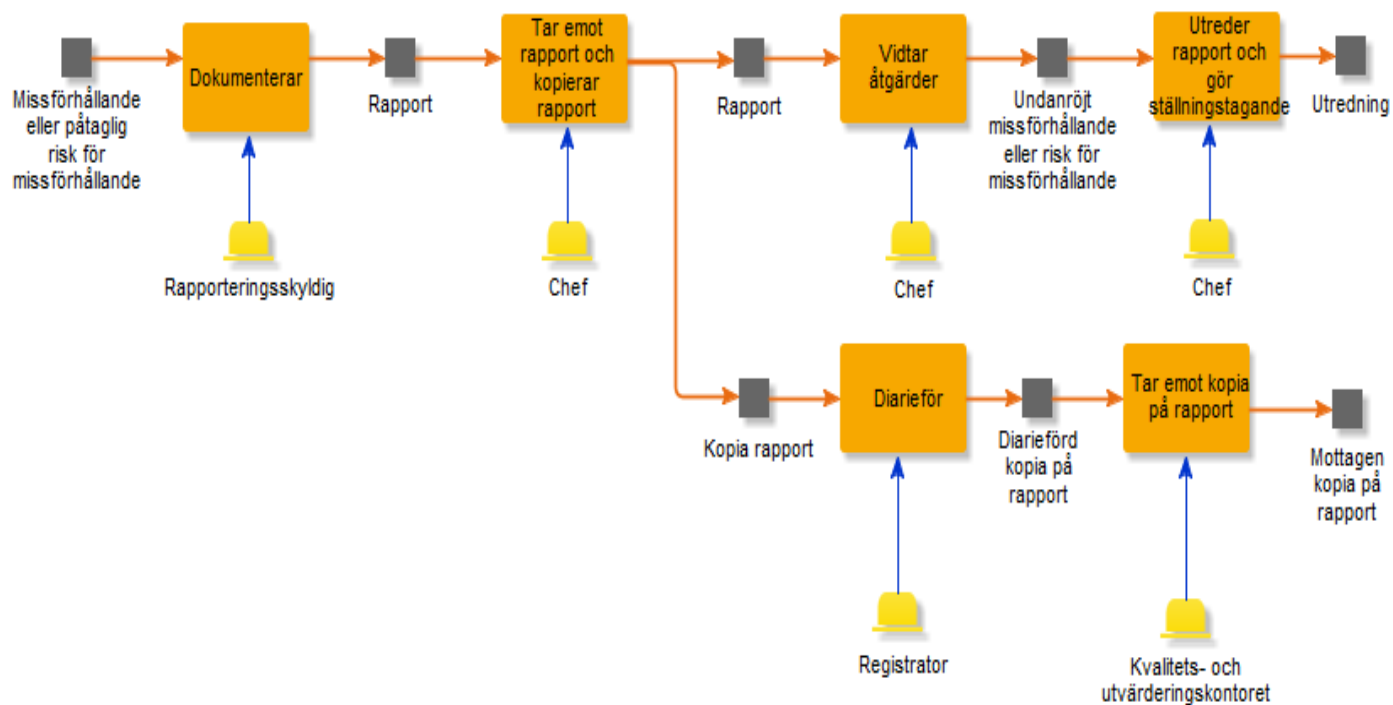 Missförhållande
eller påtaglig
risk för
missförhållande
Dokumenterar
Rapporteringsskyldig
Rapport
Tar emot
rapport och
kopierar
rapport
Chef
Rapport
Vidtar
åtgärder
Chef
Undanröjt
missförhållande
eller risk för
missförhållande
Utreder
rapport och
gör
ställningstagande
Chef
Utredning
Kopia rapport
Diarieför
Registrator
Diarieförd
kopia på
rapport
Tar emot kopia
på rapport
Kvalitets- och
utvärderingskontoret
Mottagen
kopia på
rapport